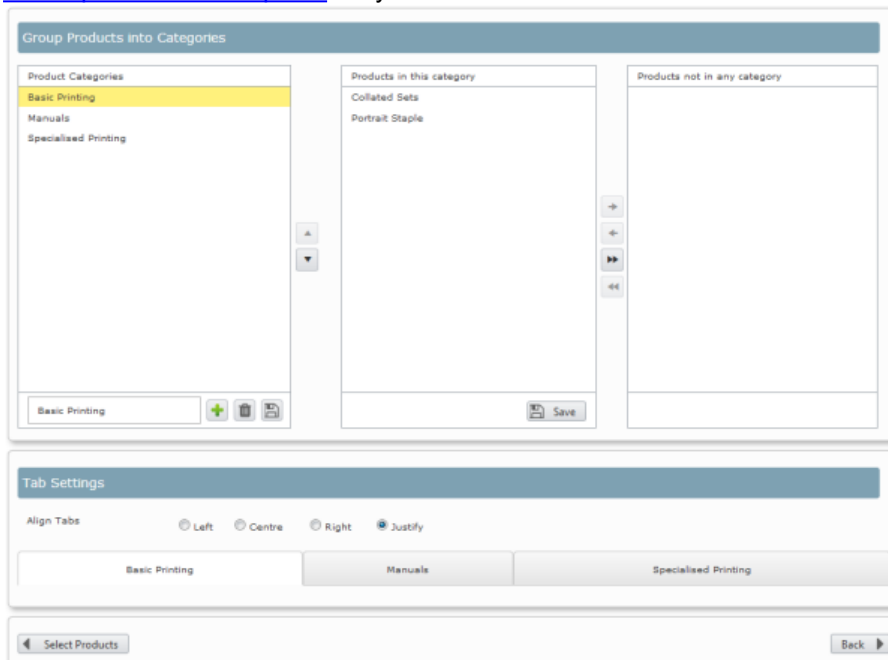 Group Products into Categories
Product Categories
Basic Printing
Manuals
Specialised Printing
Basic Printing
Products in this category
Collated Sets
Portrait Staple
Save
Products not in any category
Tab Settings
Align Tabs Left Centre Right Justify
Basic Printing Manuals Specialised Printing
Select Products Back